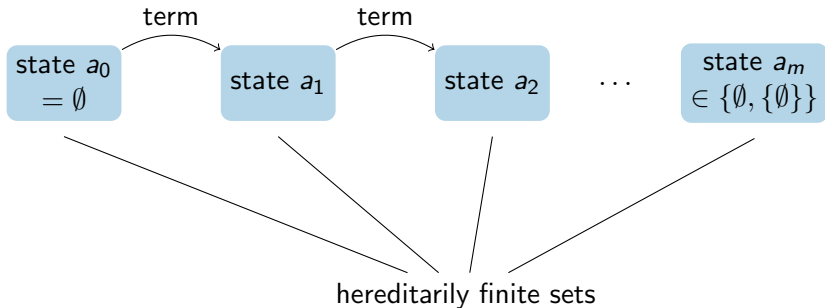 term term
state a₀
= ∅
state a₁
state a₂
⋯
state aₘ
∈ {∅, {∅}}
hereditarily finite sets